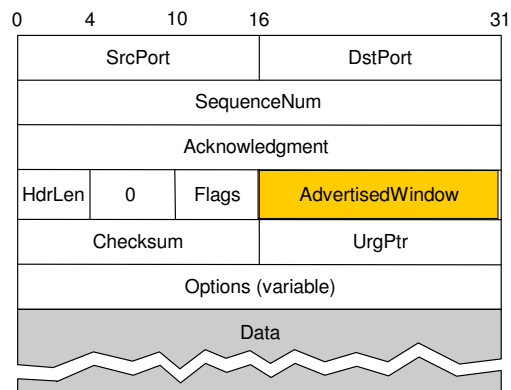 0 4 10 16 31
SrcPort DstPort
SequenceNum
Acknowledgment
HdrLen 0 Flags AdvertisedWindow
Checksum UrgPtr
Options (variable)
Data